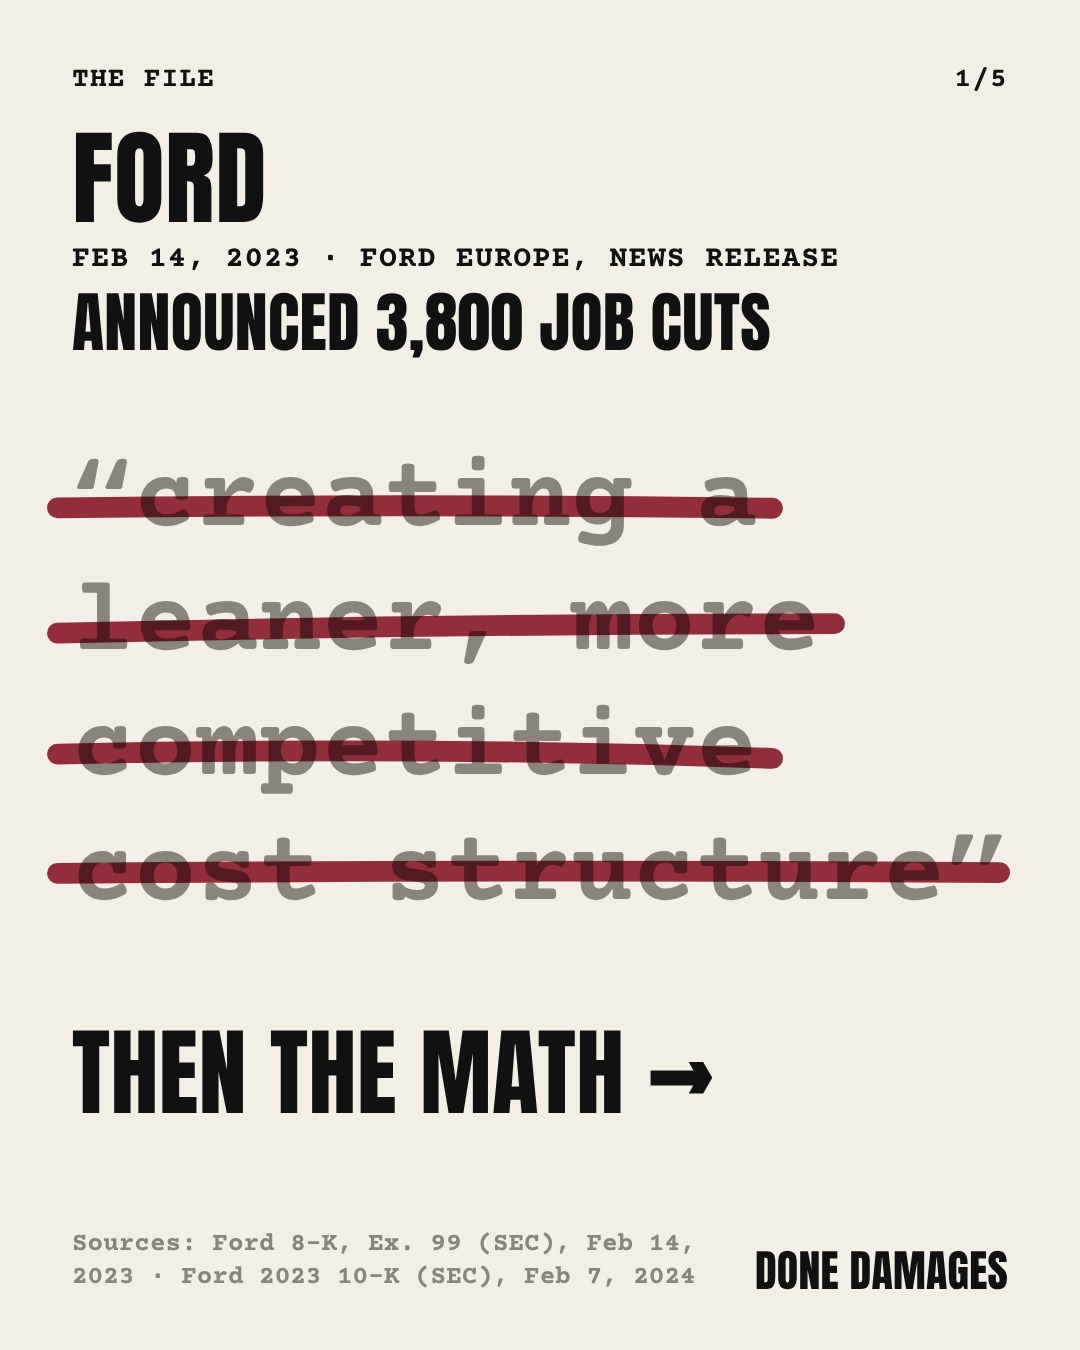 THE FILE
1/5
FORD
FEB 14, 2023 · FORD EUROPE, NEWS RELEASE
ANNOUNCED 3,800 JOB CUTS
“creating a
leaner, more
competitive
cost structure”
THEN THE MATH →
Sources: Ford 8-K, Ex. 99 (SEC), Feb 14,
2023 · Ford 2023 10-K (SEC), Feb 7, 2024
DONE DAMAGES